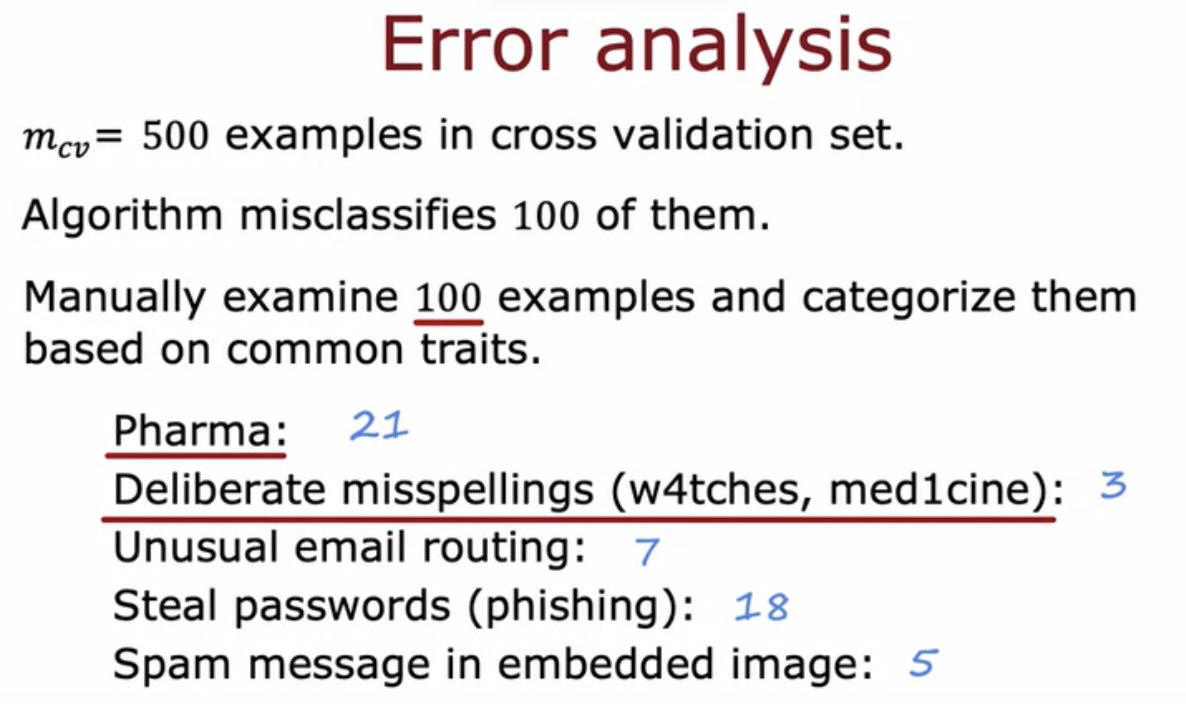 Error analysis
m_cv = 500 examples in cross validation set.
Algorithm misclassifies 100 of them.
Manually examine 100 examples and categorize them
based on common traits.
Pharma: 21
Deliberate misspellings (w4tches, med1cine): 3
Unusual email routing: 7
Steal passwords (phishing): 18
Spam message in embedded image: 5